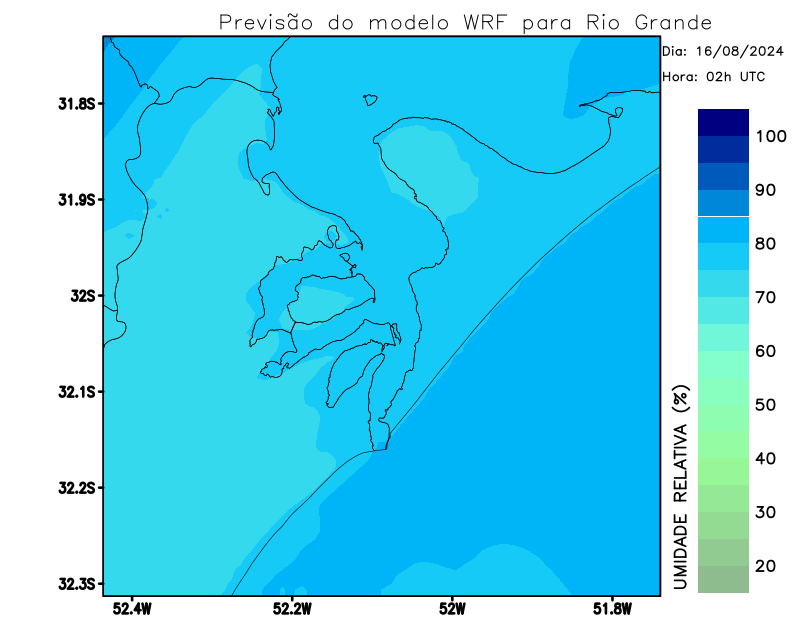 Previsão do modelo WRF para Rio Grande
Dia: 16/08/2024
Hora: 02h UTC
31.8S
31.9S
32S
32.1S
32.2S
32.3S
52.4W
52.2W
52W
51.8W
100
90
80
70
60
50
40
30
20
UMIDADE RELATIVA (%)